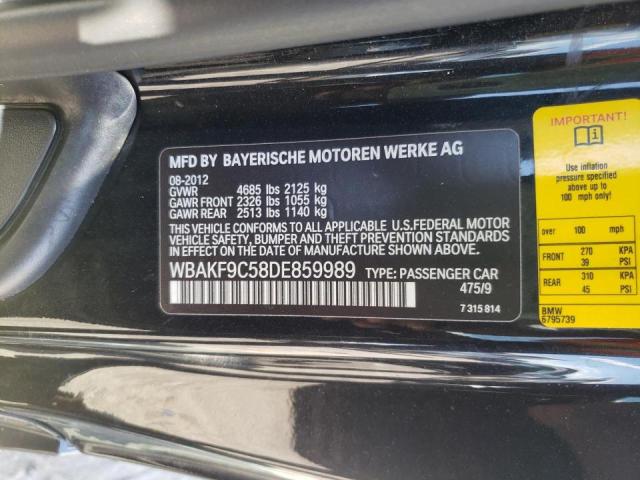 MFD BY BAYERISCHE MOTOREN WERKE AG
08-2012
GVWR 4685 lbs 2125 kg
GAWR FRONT 2326 lbs 1055 kg
GAWR REAR 2513 lbs 1140 kg
THIS VEHICLE CONFORMS TO ALL APPLICABLE U.S.FEDERAL MOTOR
VEHICLE SAFETY, BUMPER, AND THEFT PREVENTION STANDARDS
IN EFFECT ON THE DATE OF MANUFACTURE SHOWN ABOVE.
WBAKF9C58DE859989 TYPE: PASSENGER CAR
475/9
7 315 814
IMPORTANT!
Use inflation
pressure specified
below for up to
100 mph only!
over 100 mph
FRONT 270 kPa
39 PSI
REAR 310 kPa
45 PSI
BMW
6795739